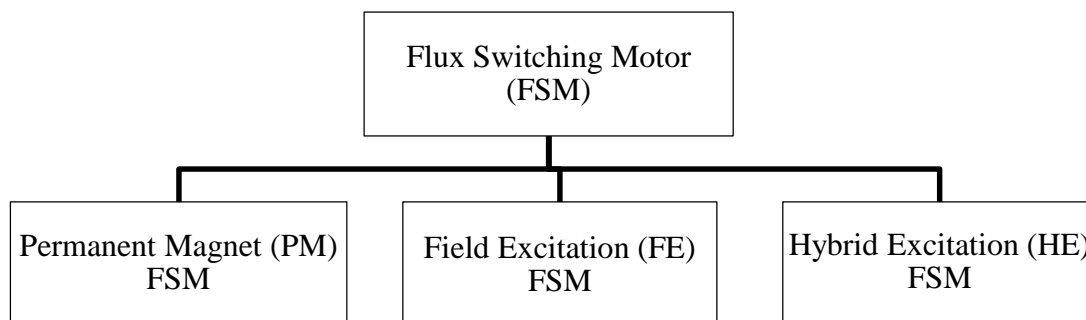 Flux Switching Motor
(FSM)
Permanent Magnet (PM)
FSM
Field Excitation (FE)
FSM
Hybrid Excitation (HE)
FSM